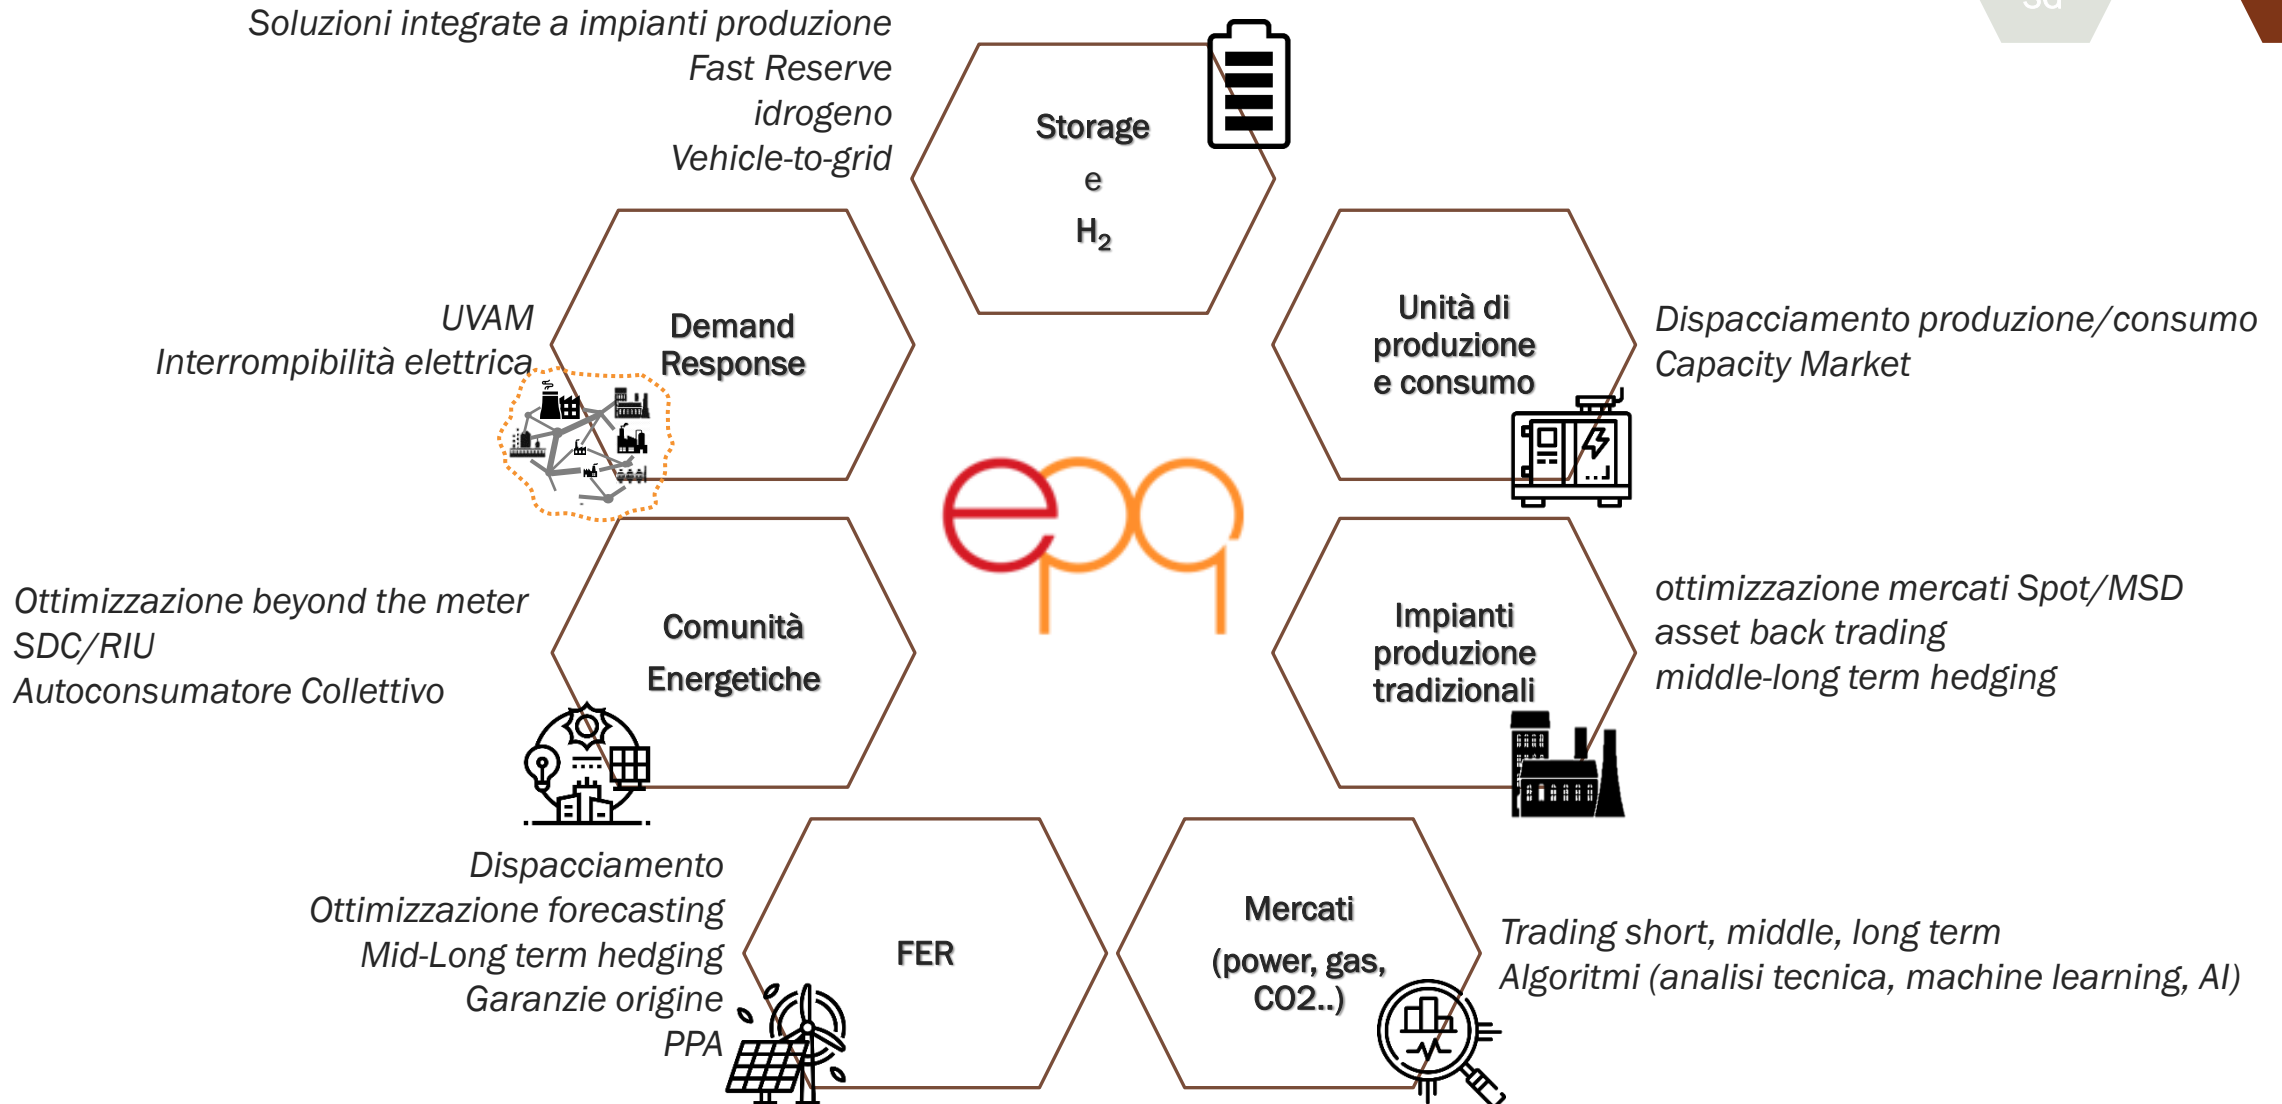 Soluzioni integrate a impianti produzione
Fast Reserve
idrogeno
Vehicle-to-grid
Storage
e
H₂
UVAM
Interrompibilità elettrica
Demand
Response
Unità di
produzione
e consumo
Dispacciamento produzione/consumo
Capacity Market
epq
Ottimizzazione beyond the meter
SDC/RIU
Autoconsumatore Collettivo
Comunità
Energetiche
Impianti
produzione
tradizionali
ottimizzazione mercati Spot/MSD
asset back trading
middle-long term hedging
Dispacciamento
Ottimizzazione forecasting
Mid-Long term hedging
Garanzie origine
PPA
FER
Mercati
(power, gas,
CO2..)
Trading short, middle, long term
Algoritmi (analisi tecnica, machine learning, AI)